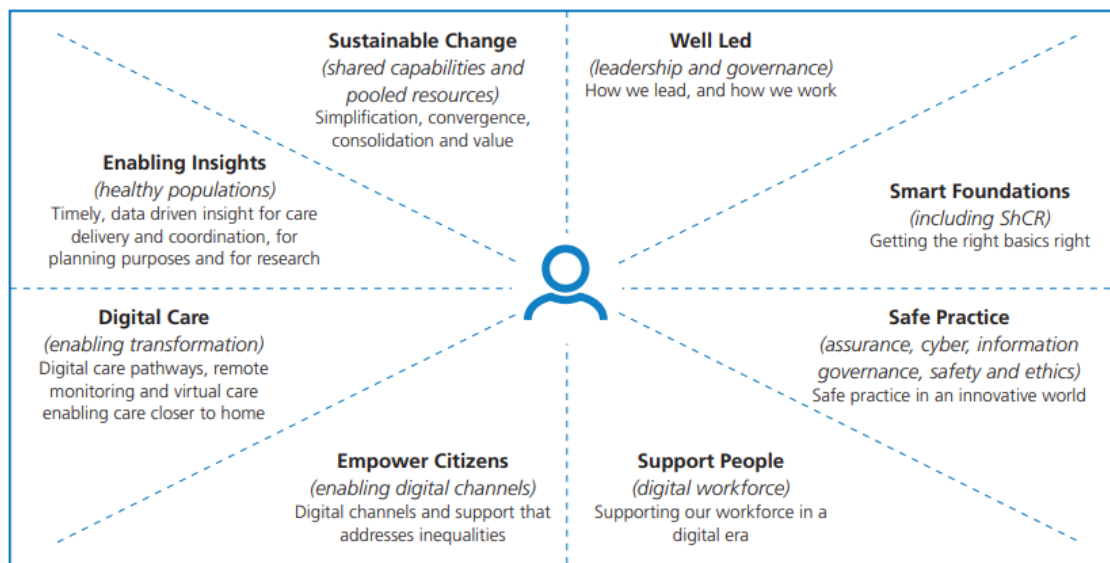 Sustainable Change
(shared capabilities and
pooled resources)
Simplification, convergence,
consolidation and value
Well Led
(leadership and governance)
How we lead, and how we work
Enabling Insights
(healthy populations)
Timely, data driven insight for care
delivery and coordination, for
planning purposes and for research
Smart Foundations
(including ShCR)
Getting the right basics right
Digital Care
(enabling transformation)
Digital care pathways, remote
monitoring and virtual care
enabling care closer to home
Safe Practice
(assurance, cyber, information
governance, safety and ethics)
Safe practice in an innovative world
Empower Citizens
(enabling digital channels)
Digital channels and support that
addresses inequalities
Support People
(digital workforce)
Supporting our workforce in a
digital era